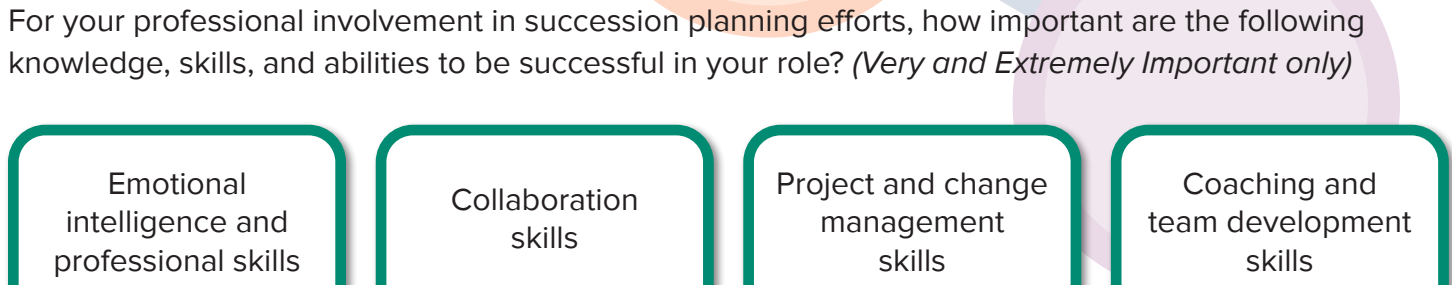 For your professional involvement in succession planning efforts, how important are the following
knowledge, skills, and abilities to be successful in your role? (Very and Extremely Important only)
Emotional
intelligence and
professional skills
Collaboration
skills
Project and change
management
skills
Coaching and
team development
skills